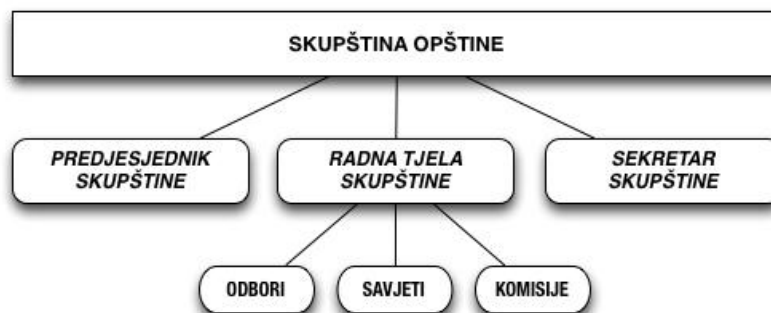 SKUPŠTINA OPŠTINE
PREDJESJEDNIK
SKUPŠTINE
RADNA TJELA
SKUPŠTINE
SEKRETAR
SKUPŠTINE
ODBORI
SAVJETI
KOMISIJE